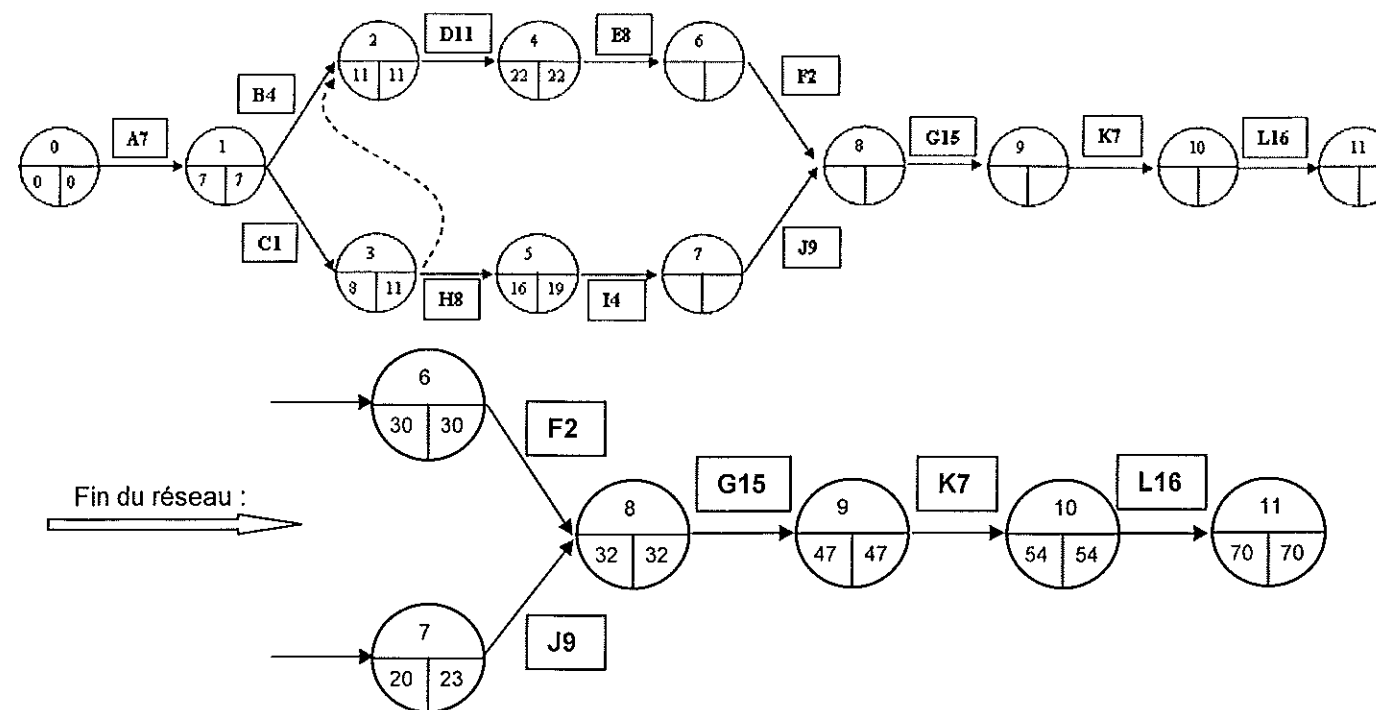 2 D11 4 E8 6
11 11 22 22
B4 F2
0 A7 1 8 G15 9 K7 10 L16 11
0 0 7 7
C1 J9
3 5 7
8 11 H8 16 19 I4
6
30 30 F2
Fin du réseau :
8 G15 9 K7 10 L16 11
32 32 47 47 54 54 70 70
7 J9
20 23